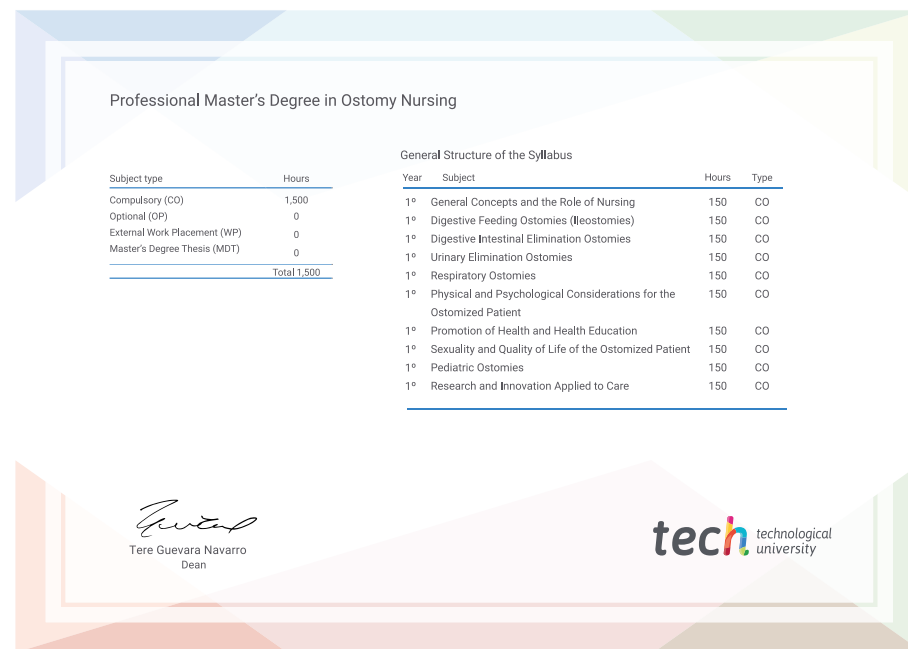 Professional Master's Degree in Ostomy Nursing
Subject type Hours
Compulsory (CO) 1,500
Optional (OP) 0
External Work Placement (WP) 0
Master's Degree Thesis (MDT) 0
Total 1,500
General Structure of the Syllabus
Year Subject Hours Type
1º General Concepts and the Role of Nursing 150 CO
1º Digestive Feeding Ostomies (Ileostomies) 150 CO
1º Digestive Intestinal Elimination Ostomies 150 CO
1º Urinary Elimination Ostomies 150 CO
1º Respiratory Ostomies 150 CO
1º Physical and Psychological Considerations for the 150 CO
Ostomized Patient
1º Promotion of Health and Health Education 150 CO
1º Sexuality and Quality of Life of the Ostomized Patient 150 CO
1º Pediatric Ostomies 150 CO
1º Research and Innovation Applied to Care 150 CO
Tere Guevara Navarro
Dean
tech technological
university